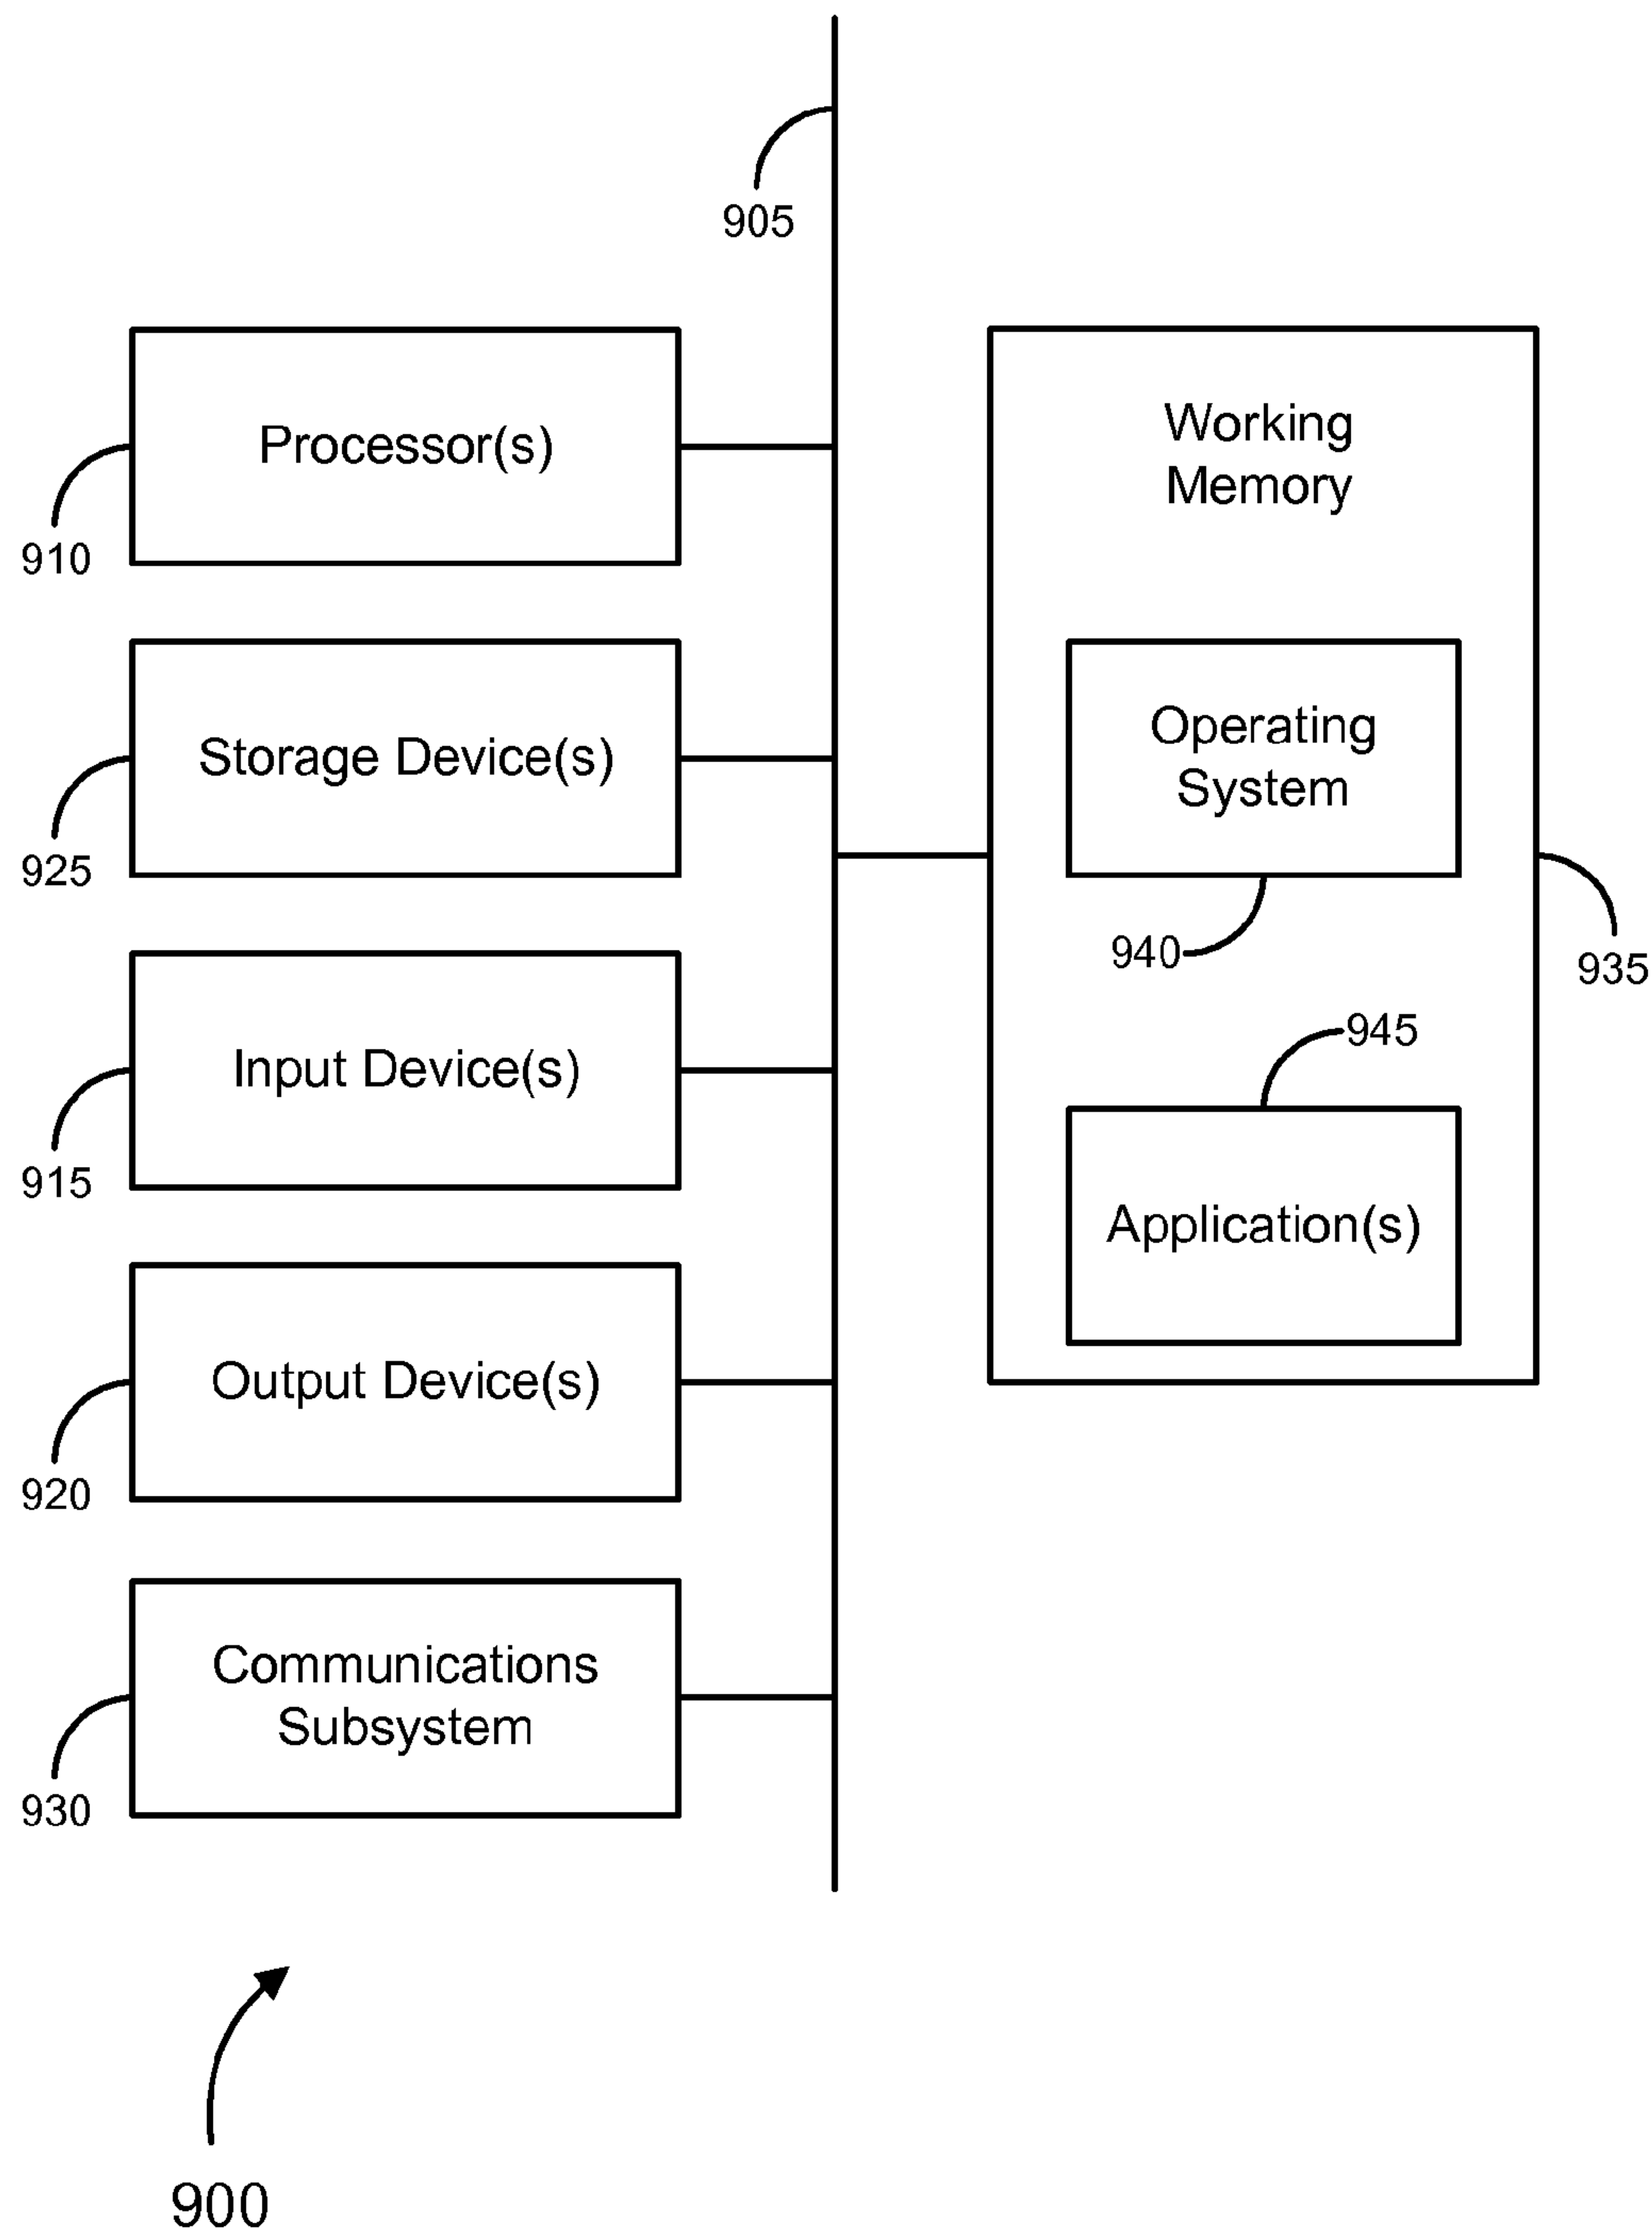 905
Processor(s)
910
Storage Device(s)
925
Input Device(s)
915
Output Device(s)
920
Communications
Subsystem
930
Working
Memory
Operating
System
940
935
945
Application(s)
900